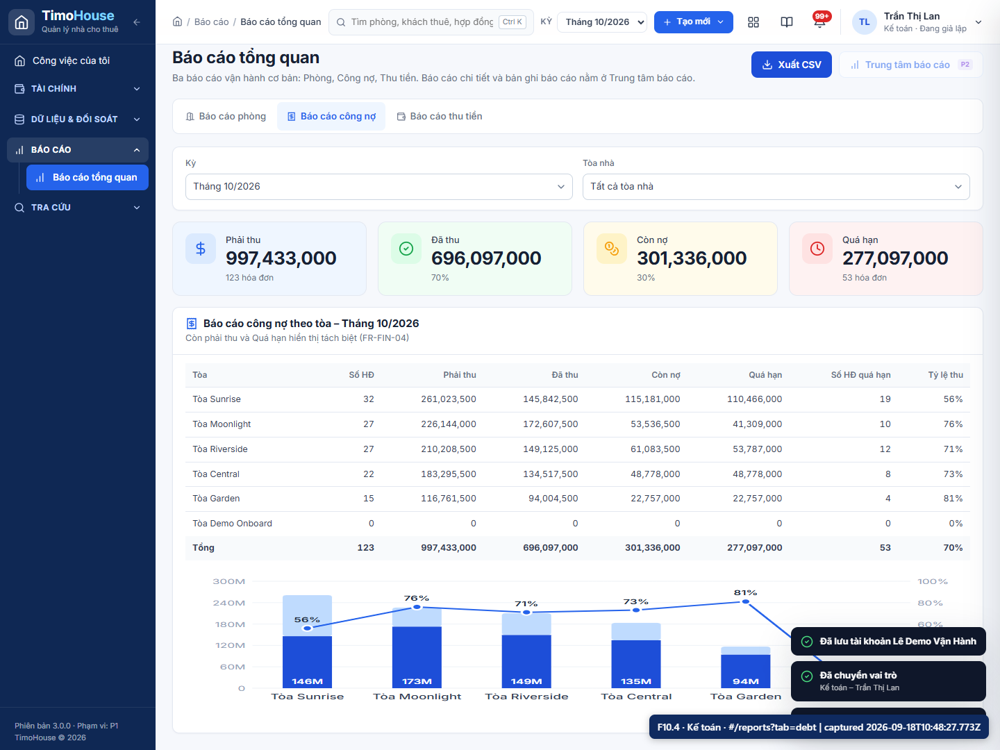 TimoHouse
Quản lý nhà cho thuê
Công việc của tôi
TÀI CHÍNH
DỮ LIỆU & ĐỐI SOÁT
BÁO CÁO
Báo cáo tổng quan
TRA CỨU
Phiên bản 3.0.0 · Phạm vi: P1
TimoHouse © 2026
/ Báo cáo / Báo cáo tổng quan
Tìm phòng, khách thuê, hợp đồng
Ctrl K
KỲ
Tháng 10/2026
Tạo mới
99+
TL
Trần Thị Lan
Kế toán · Đang giả lập
Báo cáo tổng quan
Ba báo cáo vận hành cơ bản: Phòng, Công nợ, Thu tiền. Báo cáo chi tiết và bản ghi báo cáo nằm ở Trung tâm báo cáo.
Xuất CSV
Trung tâm báo cáo P2
Báo cáo phòng
Báo cáo công nợ
Báo cáo thu tiền
Kỳ
Tháng 10/2026
Tòa nhà
Tất cả tòa nhà
Phải thu
997,433,000
123 hóa đơn
Đã thu
696,097,000
70%
Còn nợ
301,336,000
30%
Quá hạn
277,097,000
53 hóa đơn
Báo cáo công nợ theo tòa – Tháng 10/2026
Còn phải thu và Quá hạn hiển thị tách biệt (FR-FIN-04)
Tòa Số HĐ Phải thu Đã thu Còn nợ Quá hạn Số HĐ quá hạn Tỷ lệ thu
Tòa Sunrise 32 261,023,500 145,842,500 115,181,000 110,466,000 19 56%
Tòa Moonlight 27 226,144,000 172,607,500 53,536,500 41,309,000 10 76%
Tòa Riverside 27 210,208,500 149,125,000 61,083,500 53,787,000 12 71%
Tòa Central 22 183,295,500 134,517,500 48,778,000 48,778,000 8 73%
Tòa Garden 15 116,761,500 94,004,500 22,757,000 22,757,000 4 81%
Tòa Demo Onboard 0 0 0 0 0 0 0%
Tổng 123 997,433,000 696,097,000 301,336,000 277,097,000 53 70%
300M
240M
180M
120M
60M
0
56%
76%
71%
73%
81%
146M
173M
149M
135M
94M
Tòa Sunrise
Tòa Moonlight
Tòa Riverside
Tòa Central
Tòa Garden
100%
80%
60%
Đã lưu tài khoản Lê Demo Vận Hành
Đã chuyển vai trò
Kế toán – Trần Thị Lan
F10.4 · Kế toán · #/reports?tab=debt | captured 2026-09-18T10:48:27.773Z